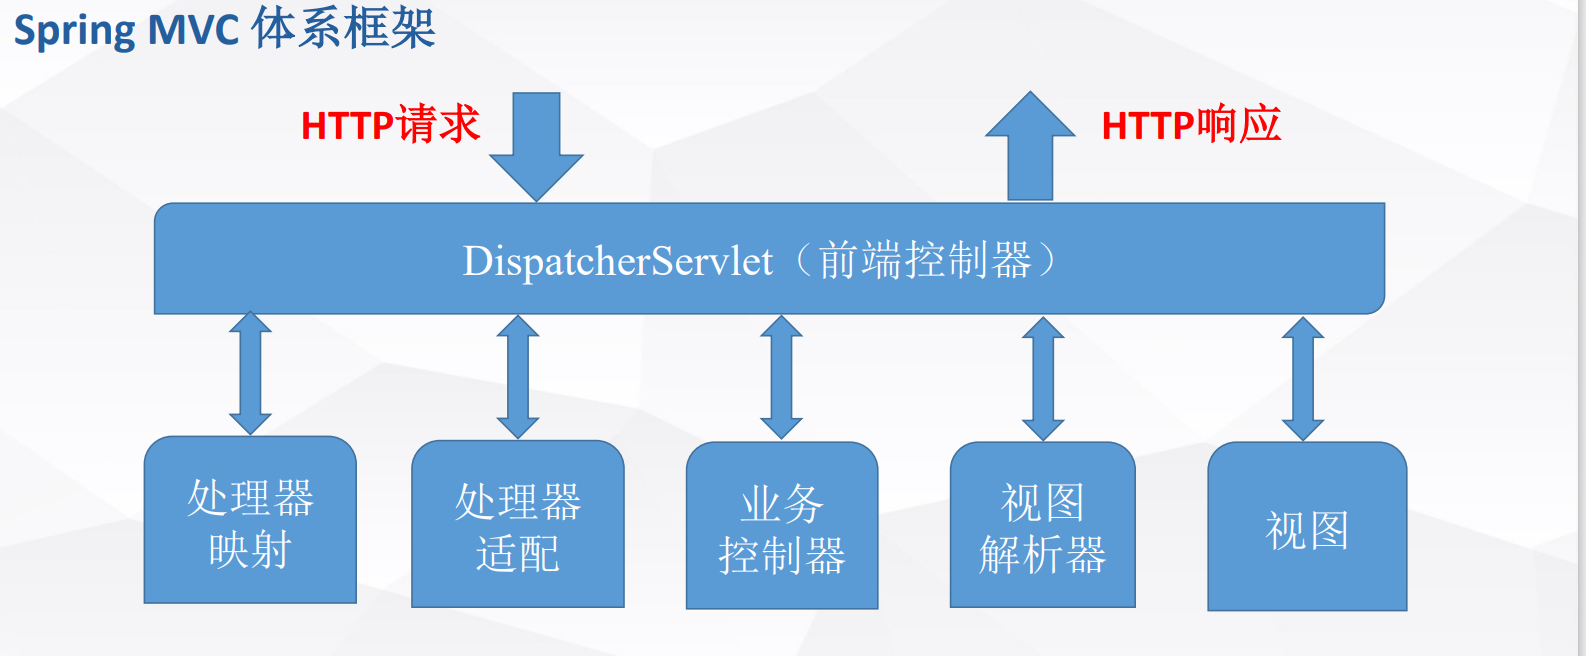 Spring MVC 体系框架
HTTP请求
HTTP响应
DispatcherServlet（前端控制器）
处理器
映射
处理器
适配
业务
控制器
视图
解析器
视图